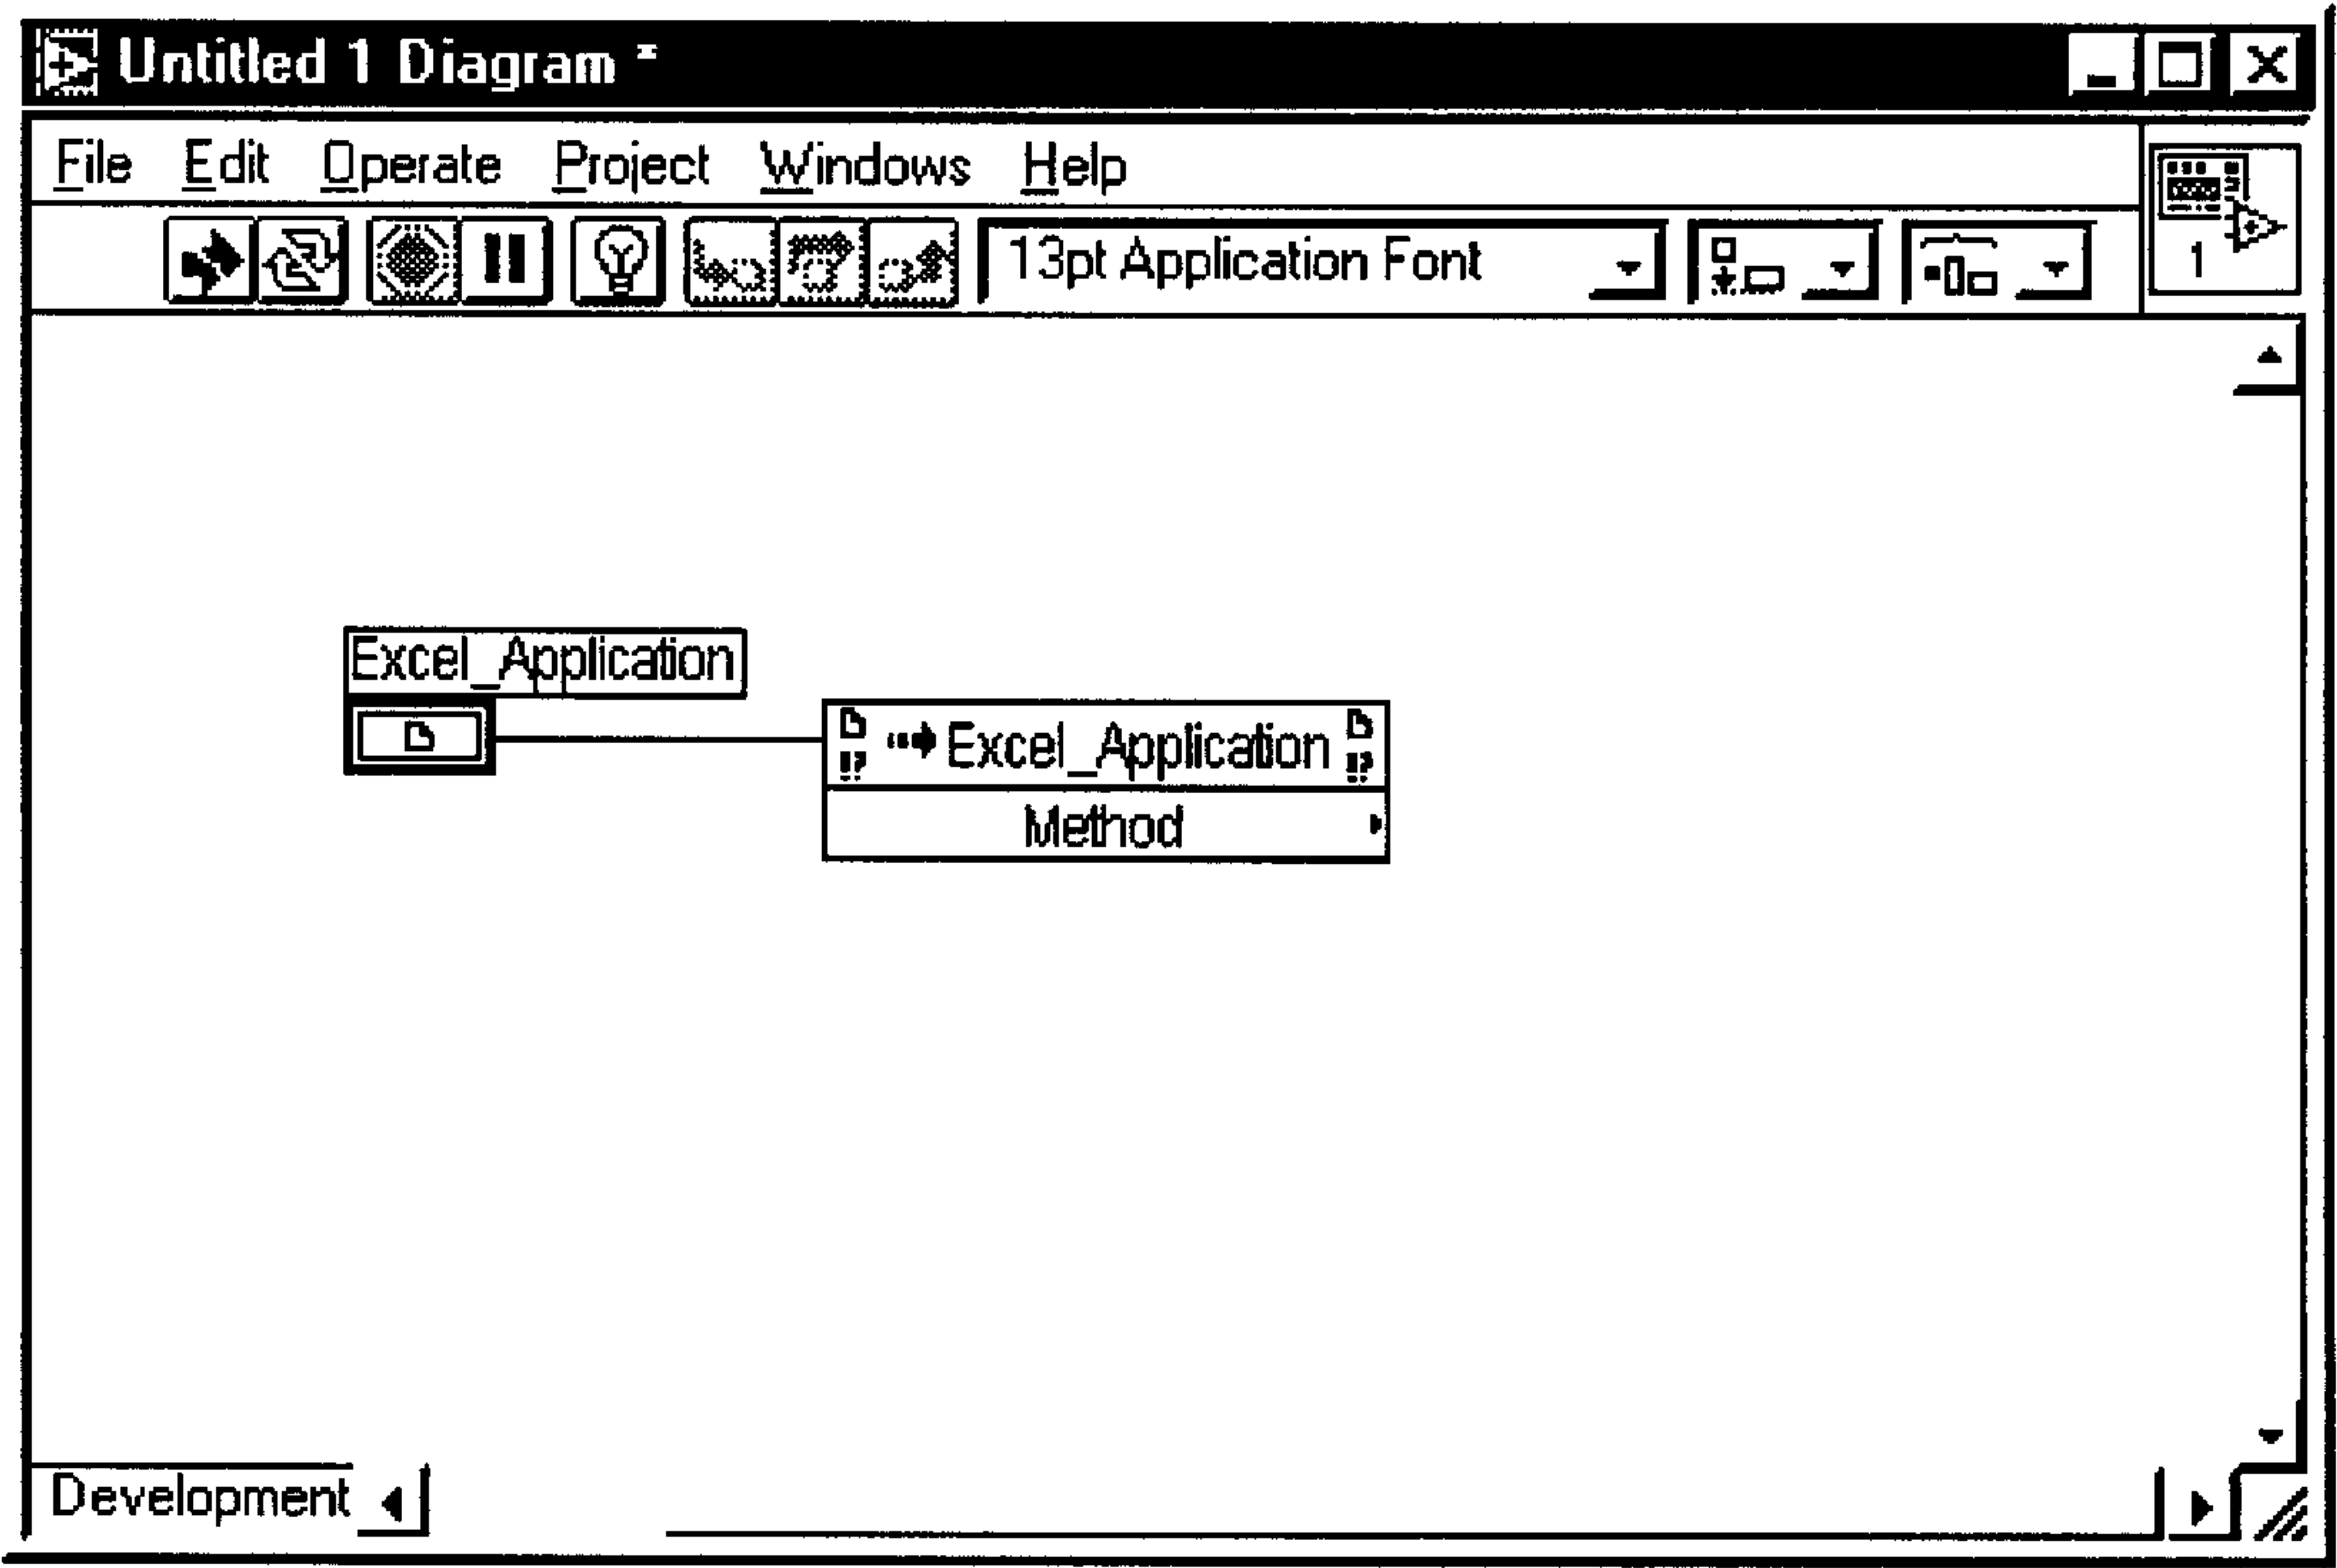 Untitled 1 Diagram *
File Edit Operate Project Windows Help
13pt Application Font
1
Excel_Application
Excel_Application
Method
Development